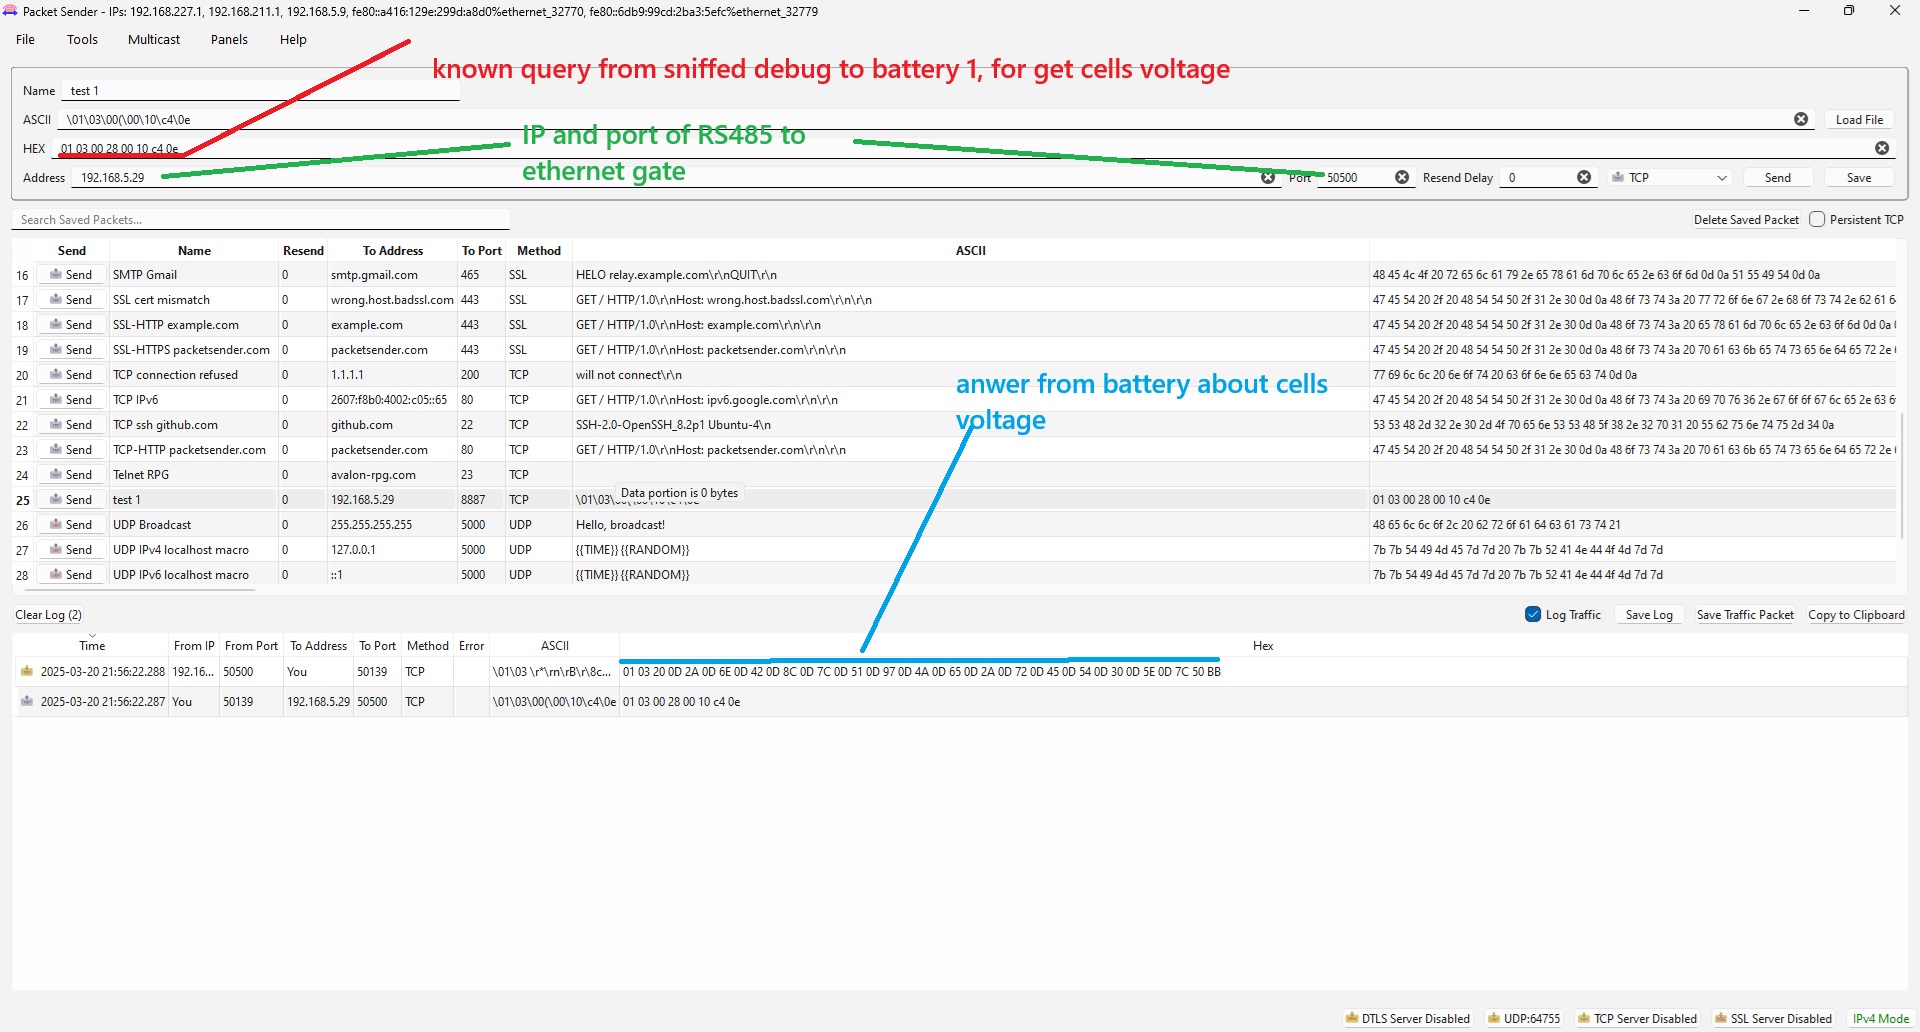 Packet Sender - IPs: 192.168.227.1, 192.168.211.1, 192.168.5.9, fe80::a416:129e:299d:a8d0%ethernet_32770, fe80::6db9:99cd:2ba3:5efc%ethernet_32779
File Tools Multicast Panels Help
known query from sniffed debug to battery 1, for get cells voltage
Name test 1
ASCII \01\03\00(\00\10\c4\0e Load File
IP and port of RS485 to
ethernet gate
HEX 01 03 00 28 00 10 c4 0e
Address 192.168.5.29 Port 50500 Resend Delay 0 TCP Send Save
Search Saved Packets... Delete Saved Packet Persistent TCP
Send Name Resend To Address To Port Method ASCII
16 Send SMTP Gmail 0 smtp.gmail.com 465 SSL HELO relay.example.com\r\nQUIT\r\n 48 45 4c 4f 20 72 65 6c 61 79 2e 65 78 61 6d 70 6c 65 2e 63 6f 6d 0d 0a 51 55 49 54 0d 0a
17 Send SSL cert mismatch 0 wrong.host.badssl.com 443 SSL GET / HTTP/1.0\r\nHost: wrong.host.badssl.com\r\n\r\n 47 45 54 20 2f 20 48 54 54 50 2f 31 2e 30 0d 0a 48 6f 73 74 3a 20 77 72 6f 6e 67 2e 68 6f 73 74 2e 62 61 6
18 Send SSL-HTTP example.com 0 example.com 443 SSL GET / HTTP/1.0\r\nHost: example.com\r\n\r\n 47 45 54 20 2f 20 48 54 54 50 2f 31 2e 30 0d 0a 48 6f 73 74 3a 20 65 78 61 6d 70 6c 65 2e 63 6f 6d 0d 0a
19 Send SSL-HTTPS packetsender.com 0 packetsender.com 443 SSL GET / HTTP/1.0\r\nHost: packetsender.com\r\n\r\n 47 45 54 20 2f 20 48 54 54 50 2f 31 2e 30 0d 0a 48 6f 73 74 3a 20 70 61 63 6b 65 74 73 65 6e 64 65 72 2e
20 Send TCP connection refused 0 1.1.1.1 200 TCP will not connect\r\n 77 69 6c 6c 20 6e 6f 74 20 63 6f 6e 6e 65 63 74 0d 0a
anwer from battery about cells
voltage
21 Send TCP IPv6 0 2607:f8b0:4002:c05::65 80 TCP GET / HTTP/1.0\r\nHost: ipv6.google.com\r\n\r\n 47 45 54 20 2f 20 48 54 54 50 2f 31 2e 30 0d 0a 48 6f 73 74 3a 20 69 70 76 36 2e 67 6f 6f 67 6c 65 2e 63 6
22 Send TCP ssh github.com 0 github.com 22 TCP SSH-2.0-OpenSSH_8.2p1 Ubuntu-4\n 53 53 48 2d 32 2e 30 2d 4f 70 65 6e 53 53 48 5f 38 2e 32 70 31 20 55 62 75 6e 74 75 2d 34 0a
23 Send TCP-HTTP packetsender.com 0 packetsender.com 80 TCP GET / HTTP/1.0\r\nHost: packetsender.com\r\n\r\n 47 45 54 20 2f 20 48 54 54 50 2f 31 2e 30 0d 0a 48 6f 73 74 3a 20 70 61 63 6b 65 74 73 65 6e 64 65 72 2e
24 Send Telnet RPG 0 avalon-rpg.com 23 TCP
Data portion is 0 bytes
25 Send test 1 0 192.168.5.29 8887 TCP 01 03 00 28 00 10 c4 0e
26 Send UDP Broadcast 0 255.255.255.255 5000 UDP Hello, broadcast! 48 65 6c 6c 6f 2c 20 62 72 6f 61 64 63 61 73 74 21
27 Send UDP IPv4 localhost macro 0 127.0.0.1 5000 UDP {{TIME}} {{RANDOM}} 7b 7b 54 49 4d 45 7d 7d 20 7b 7b 52 41 4e 44 4f 4d 7d 7d
28 Send UDP IPv6 localhost macro 0 ::1 5000 UDP {{TIME}} {{RANDOM}} 7b 7b 54 49 4d 45 7d 7d 20 7b 7b 52 41 4e 44 4f 4d 7d 7d
Clear Log (2) Log Traffic Save Log Save Traffic Packet Copy to Clipboard
Time From IP From Port To Address To Port Method Error ASCII Hex
2025-03-20 21:56:22.288 192.16... 50500 You 50139 TCP \01\03 \r*\rn\rB\r\8c... 01 03 20 0D 2A 0D 6E 0D 42 0D 8C 0D 7C 0D 51 0D 97 0D 4A 0D 65 0D 2A 0D 72 0D 45 0D 54 0D 30 0D 5E 0D 7C 50 BB
2025-03-20 21:56:22.287 You 50139 192.168.5.29 50500 TCP \01\03\00(\00\10\c4\0e 01 03 00 28 00 10 c4 0e
DTLS Server Disabled UDP:64755 TCP Server Disabled SSL Server Disabled IPv4 Mode